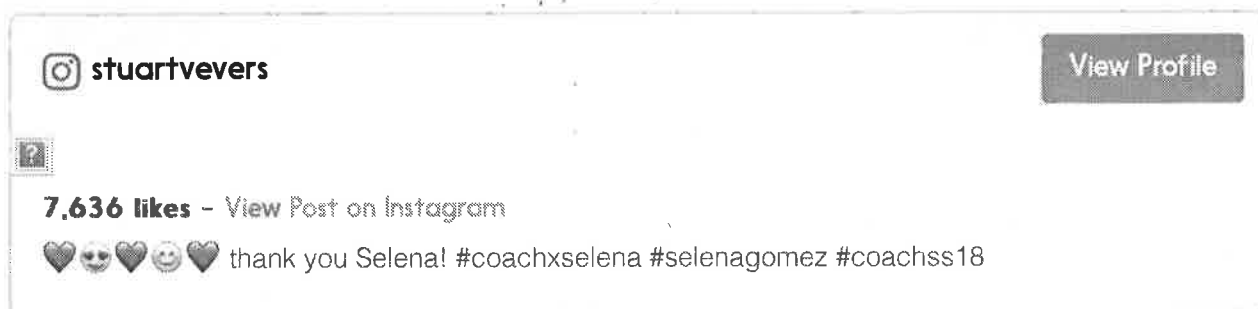 stuartvevers
View Profile
?
7,636 likes – View Post on Instagram
🖤😍🖤😊🖤 thank you Selena! #coachxselena #selenagomez #coachss18